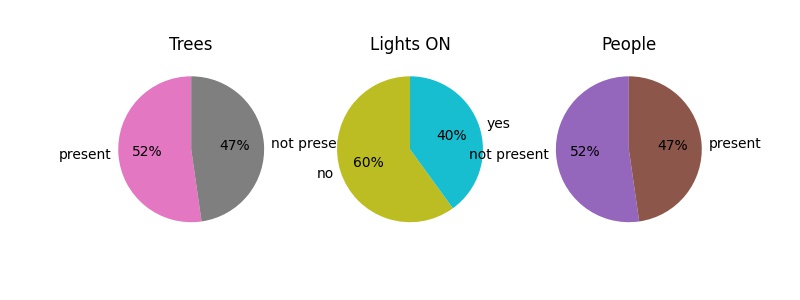 Trees
present
52%
47%
not prese
Lights ON
no
60%
40%
yes
People
not present
52%
47%
present